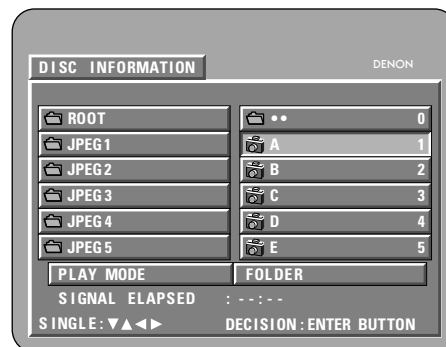 DISC INFORMATION DENON
ROOT •• 0
JPEG1 A 1
JPEG2 B 2
JPEG3 C 3
JPEG4 D 4
JPEG5 E 5
PLAY MODE FOLDER
SIGNAL ELAPSED : --:--
SINGLE:▼▲◄► DECISION:ENTER BUTTON